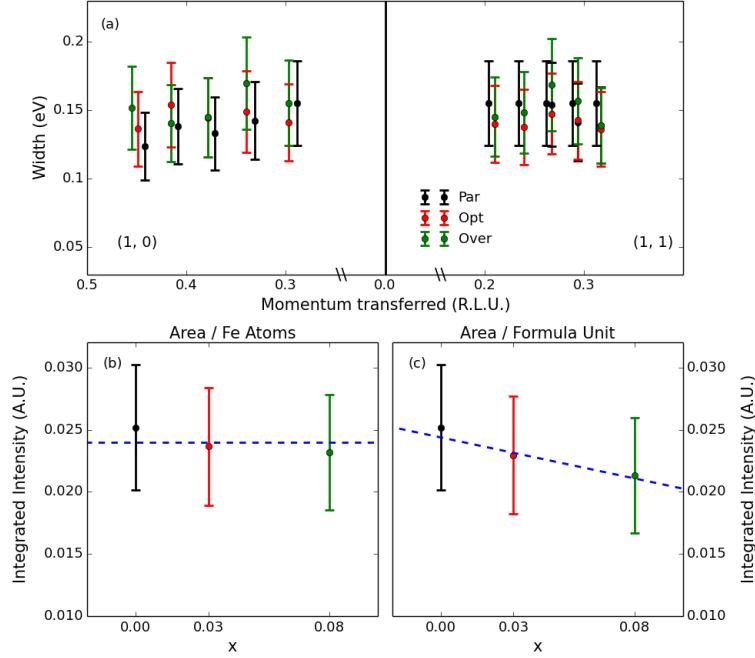 (a)
0.2
0.15
0.1
0.05
Width (eV)
Par
Opt
Over
(1, 0)
(1, 1)
0.5 0.4 0.3 0.0 0.2 0.3
Momentum transferred (R.L.U.)
Area / Fe Atoms
Area / Formula Unit
(b)
(c)
0.030 0.030
0.025 0.025
0.020 0.020
0.015 0.015
0.010 0.010
Integrated Intensity (A.U.)
Integrated Intensity (A.U.)
0.00 0.03 0.08 0.00 0.03 0.08
x x